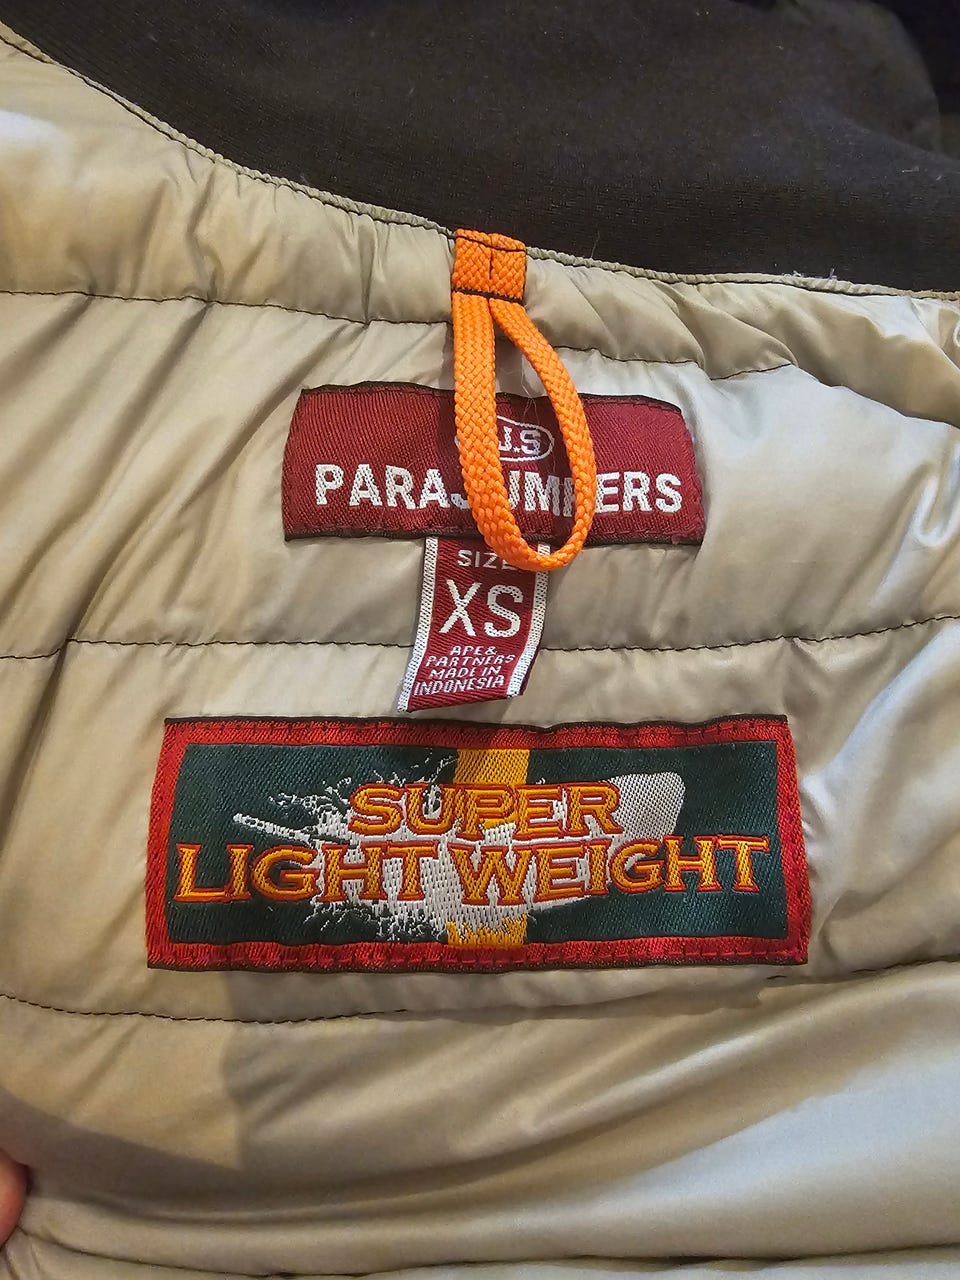 J.S
PARAJUMPERS
SIZE
XS
APE&
PARTNERS
MADE IN
INDONESIA
SUPER
LIGHT WEIGHT